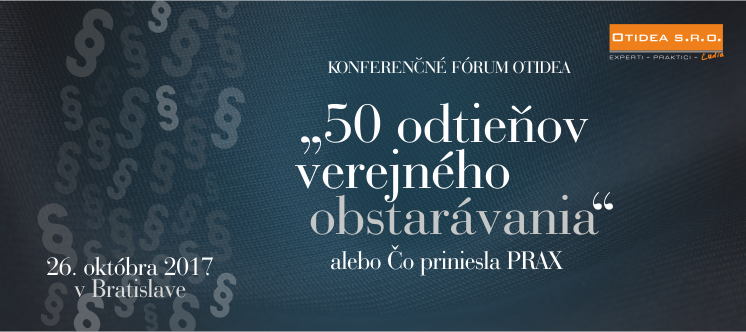 OTIDEA S.R.O.
EXPERTI - PRAKTICI - Ľudia
KONFERENČNÉ FÓRUM OTIDEA
„50 odtieňov
verejného
obstarávania“
alebo Čo priniesla PRAX
26. októbra 2017
v Bratislave